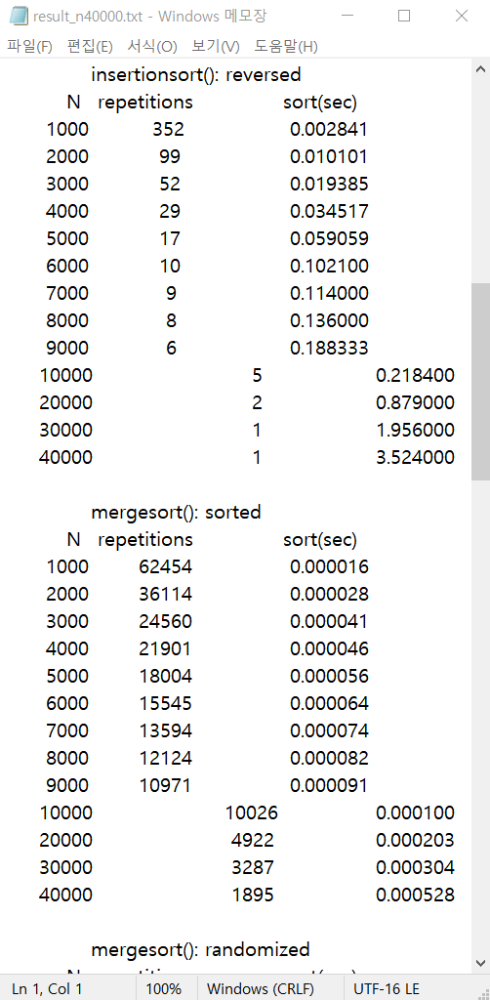 result_n40000.txt - Windows 메모장
파일(F) 편집(E) 서식(O) 보기(V) 도움말(H)
insertionsort(): reversed
N repetitions sort(sec)
1000 352 0.002841
2000 99 0.010101
3000 52 0.019385
4000 29 0.034517
5000 17 0.059059
6000 10 0.102100
7000 9 0.114000
8000 8 0.136000
9000 6 0.188333
10000 5 0.218400
20000 2 0.879000
30000 1 1.956000
40000 1 3.524000
mergesort(): sorted
N repetitions sort(sec)
1000 62454 0.000016
2000 36114 0.000028
3000 24560 0.000041
4000 21901 0.000046
5000 18004 0.000056
6000 15545 0.000064
7000 13594 0.000074
8000 12124 0.000082
9000 10971 0.000091
10000 10026 0.000100
20000 4922 0.000203
30000 3287 0.000304
40000 1895 0.000528
mergesort(): randomized
Ln 1, Col 1 100% Windows (CRLF) UTF-16 LE